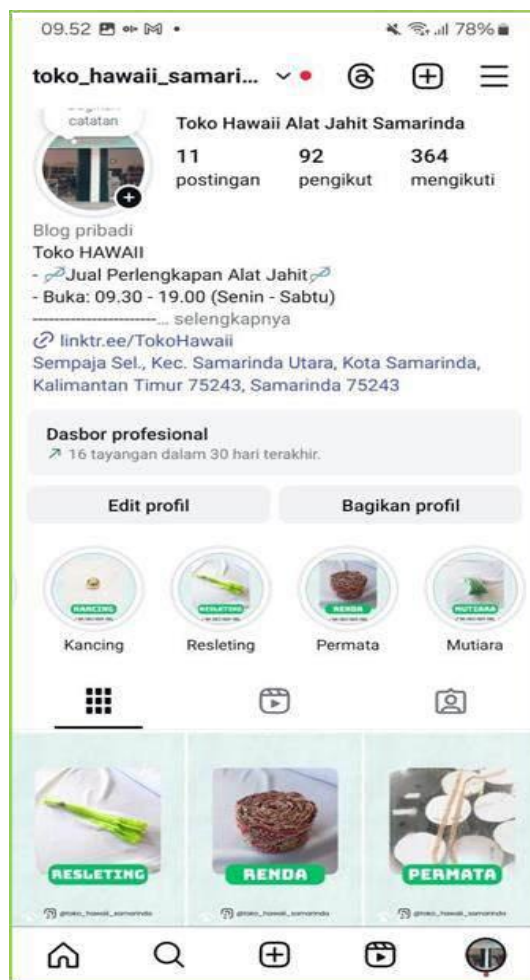 09.52
78%
toko_hawaii_samari...
catatan
Toko Hawaii Alat Jahit Samarinda
11 92 364
postingan pengikut mengikuti
Blog pribadi
Toko HAWAII
- 🪡Jual Perlengkapan Alat Jahit🪡
- Buka: 09.30 - 19.00 (Senin - Sabtu)
----------------------... selengkapnya
linktr.ee/TokoHawaii
Sempaja Sel., Kec. Samarinda Utara, Kota Samarinda,
Kalimantan Timur 75243, Samarinda 75243
Dasbor profesional
16 tayangan dalam 30 hari terakhir.
Edit profil Bagikan profil
KANCING RESLETING RENDA MUTIARA
Kancing Resleting Permata Mutiara
RESLETING RENDA PERMATA
@toko_hawaii_samarinda @toko_hawaii_samarinda @toko_hawaii_samarinda